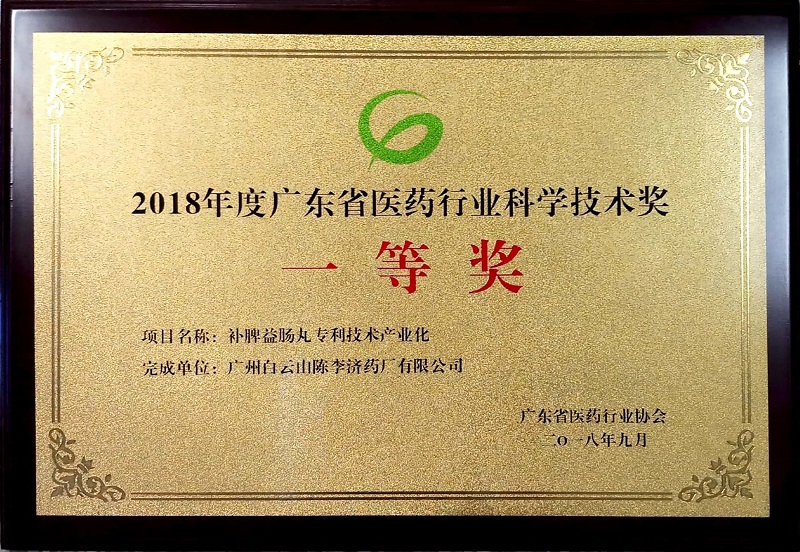 2018年度广东省医药行业科学技术奖
一等奖
项目名称：补脾益肠丸专利技术产业化
完成单位：广州白云山陈李济药厂有限公司
广东省医药行业协会
二〇一八年九月